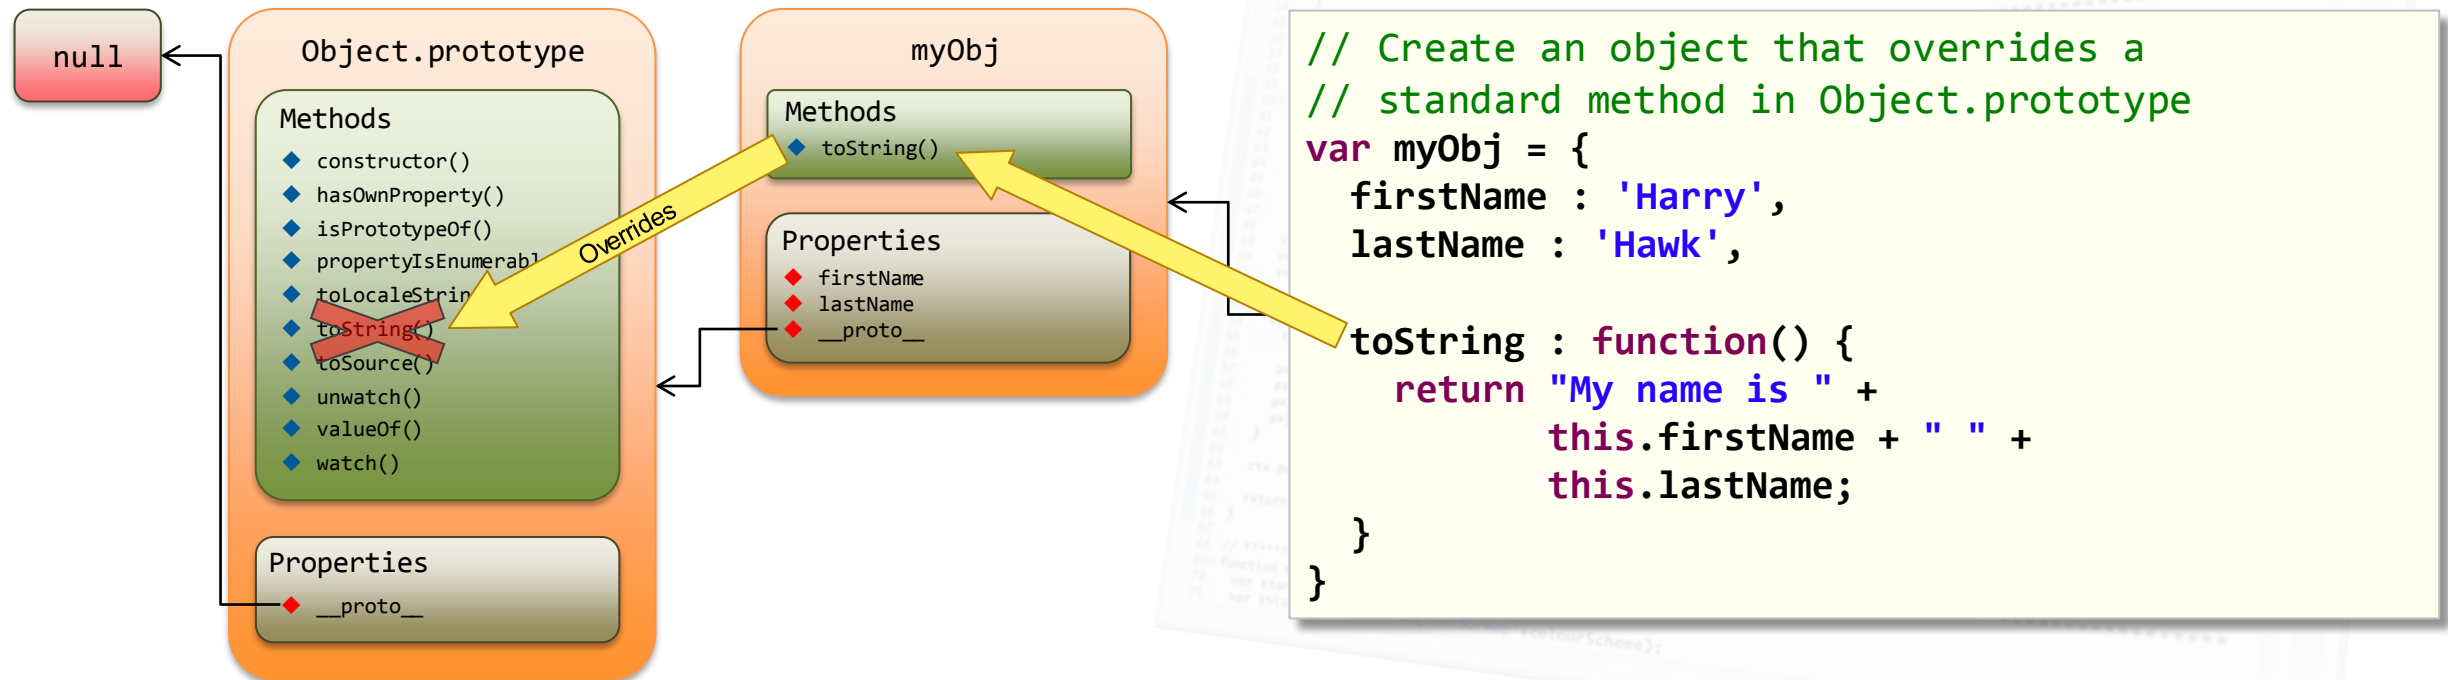 null
Object.prototype
Methods
constructor()
hasOwnProperty()
isPrototypeOf()
propertyIsEnumerabl
toLocaleStrin
toString()
toSource()
unwatch()
valueOf()
watch()
Properties
__proto__
Overrides
myObj
Methods
toString()
Properties
firstName
lastName
__proto__
// Create an object that overrides a
// standard method in Object.prototype
var myObj = {
firstName : 'Harry',
lastName : 'Hawk',
toString : function() {
return "My name is " +
this.firstName + " " +
this.lastName;
}
}